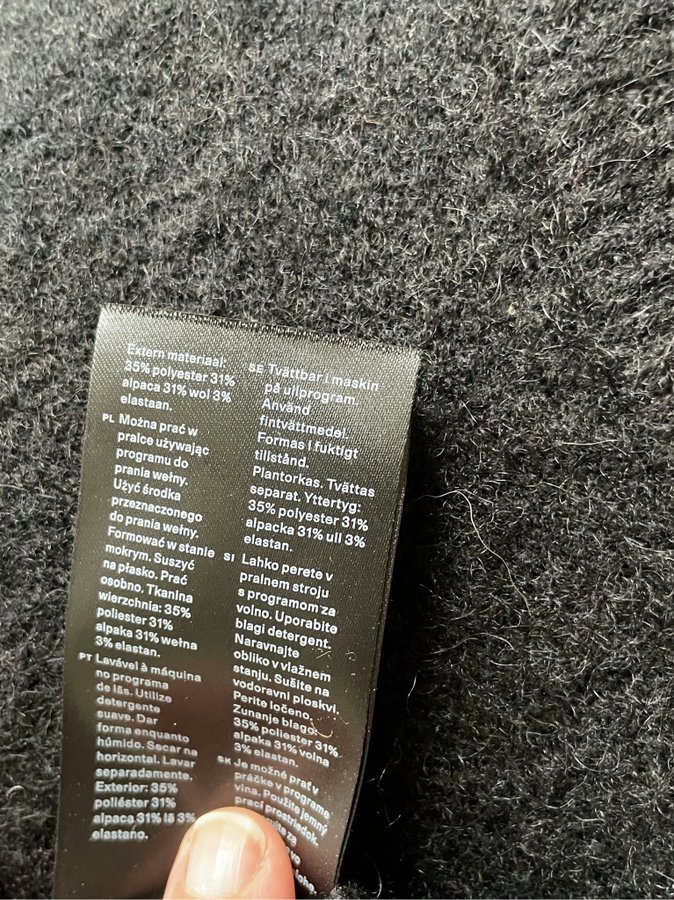 Extern materiaal:
35% polyester 31%
alpaca 31% wol 3%
elastaan.
PL Można prać w
pralce używając
programu do
prania wełny.
Użyć środka
przeznaczonego
do prania wełny.
Formować w stanie
mokrym. Suszyć
na płasko. Prać
osobno. Tkanina
wierzchnia: 35%
poliester 31%
alpaka 31% wełna
3% elastan.
PT Lavável à máquina
no programa
de lãs. Utilize
detergente
suave. Dar
forma enquanto
húmido. Secar na
horizontal. Lavar
separadamente.
Exterior: 35%
poliéster 31%
alpaca 31% lã 3%
elastano.
SE Tvättbar i maskin
på ullprogram.
Använd
fintvättmedel.
Formas i fuktigt
tillstånd.
Plantorkas. Tvättas
separat. Yttertyg:
35% polyester 31%
alpacka 31% ull 3%
elastan.
SI Lahko perete v
pralnem stroju
s programom za
volno. Uporabite
blagi detergent.
Naravnajte
obliko v vlažnem
stanju. Sušite na
vodoravni ploskvi.
Perite ločeno.
Zunanje blago:
35% poliester 31%
alpaka 31% volna
3% elastan.
SK Je možné prať v
práčke v programe
vlna. Použite jemný
prací prostriedok.
za